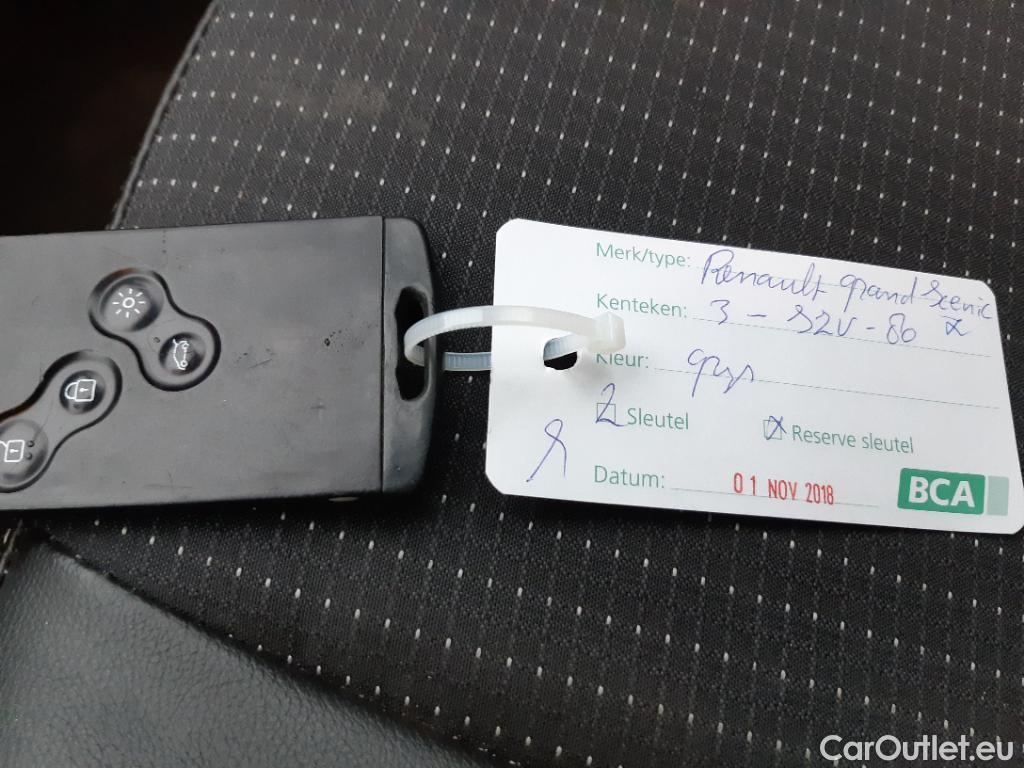 Merk/type: Renault grand Scenic
Kenteken: 3 - SZV - 86
Kleur: grijs
2 Sleutel
X Reserve sleutel
Datum: 01 NOV 2018
BCA
CarOutlet.eu